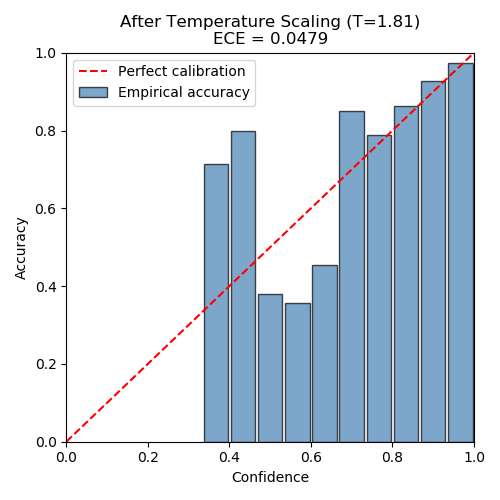 After Temperature Scaling (T=1.81)
ECE = 0.0479
Perfect calibration
Empirical accuracy
1.0
0.8
0.6
0.4
0.2
0.0
Accuracy
0.0 0.2 0.4 0.6 0.8 1.0
Confidence